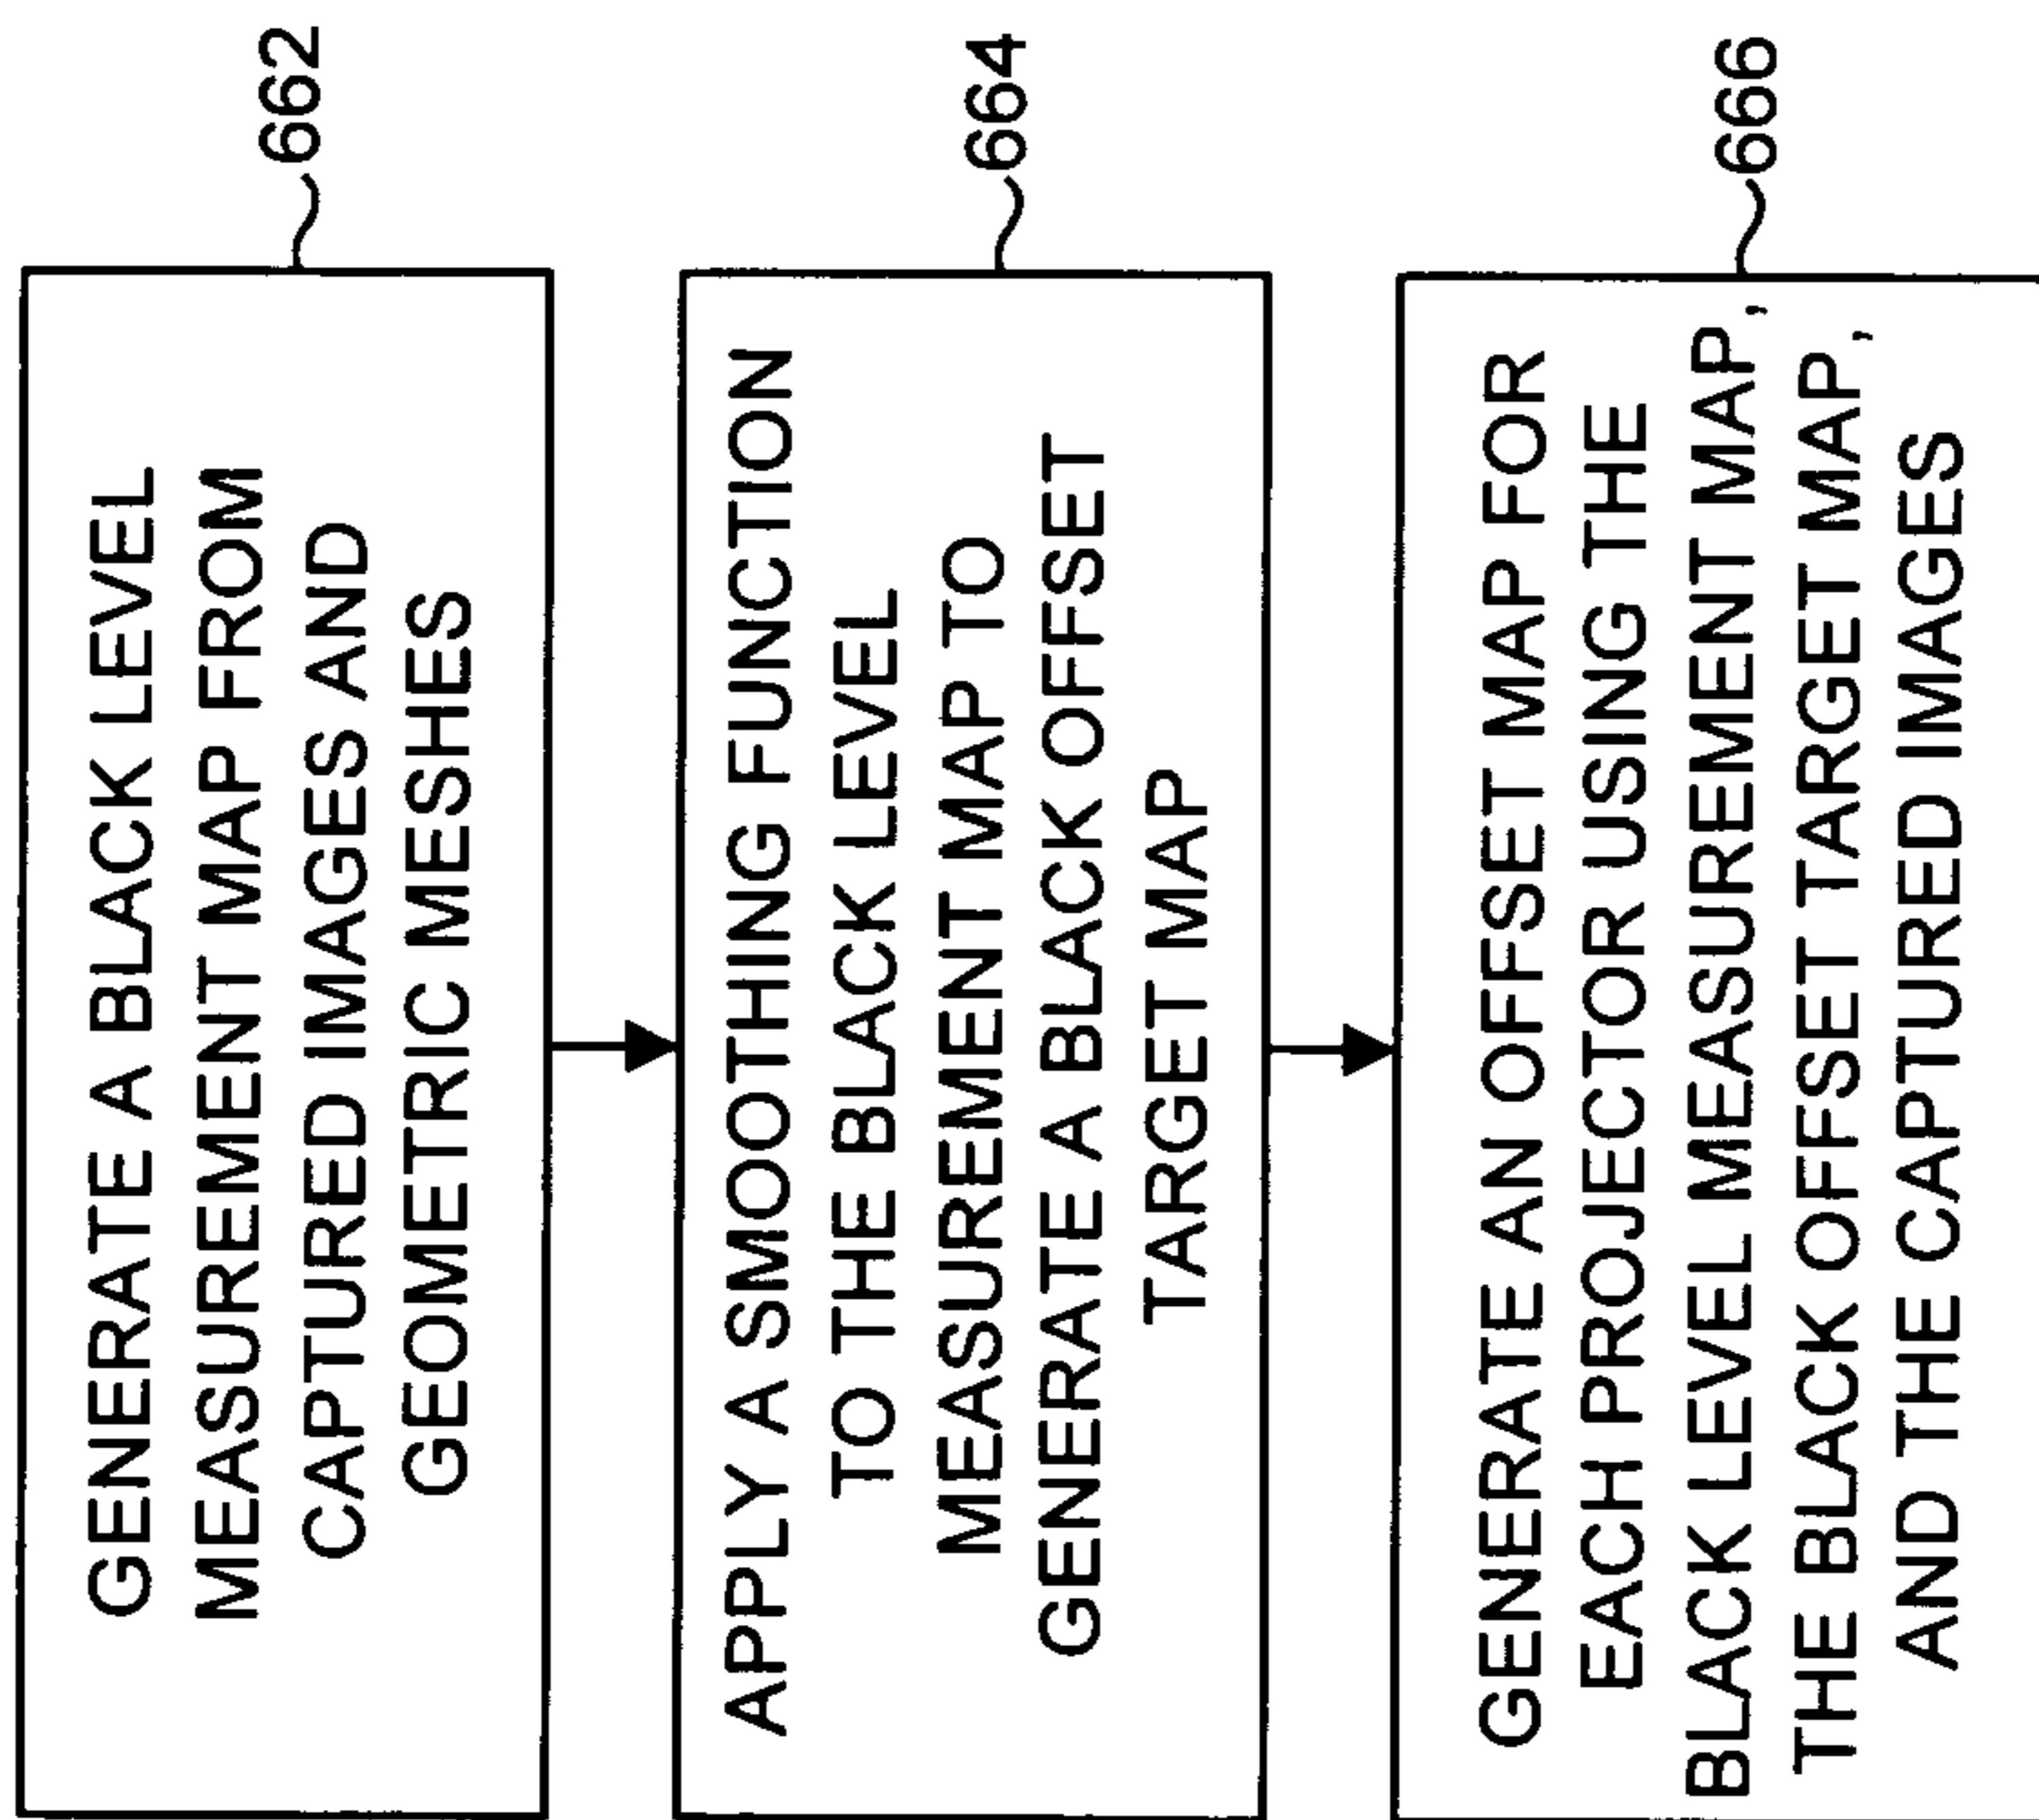 GENERATE A BLACK LEVEL
MEASUREMENT MAP FROM
CAPTURED IMAGES AND
GEOMETRIC MESHES
662
APPLY A SMOOTHING FUNCTION
TO THE BLACK LEVEL
MEASUREMENT MAP TO
GENERATE A BLACK OFFSET
TARGET MAP
664
GENERATE AN OFFSET MAP FOR
EACH PROJECTOR USING THE
BLACK LEVEL MEASUREMENT MAP,
THE BLACK OFFSET TARGET MAP,
AND THE CAPTURED IMAGES
666